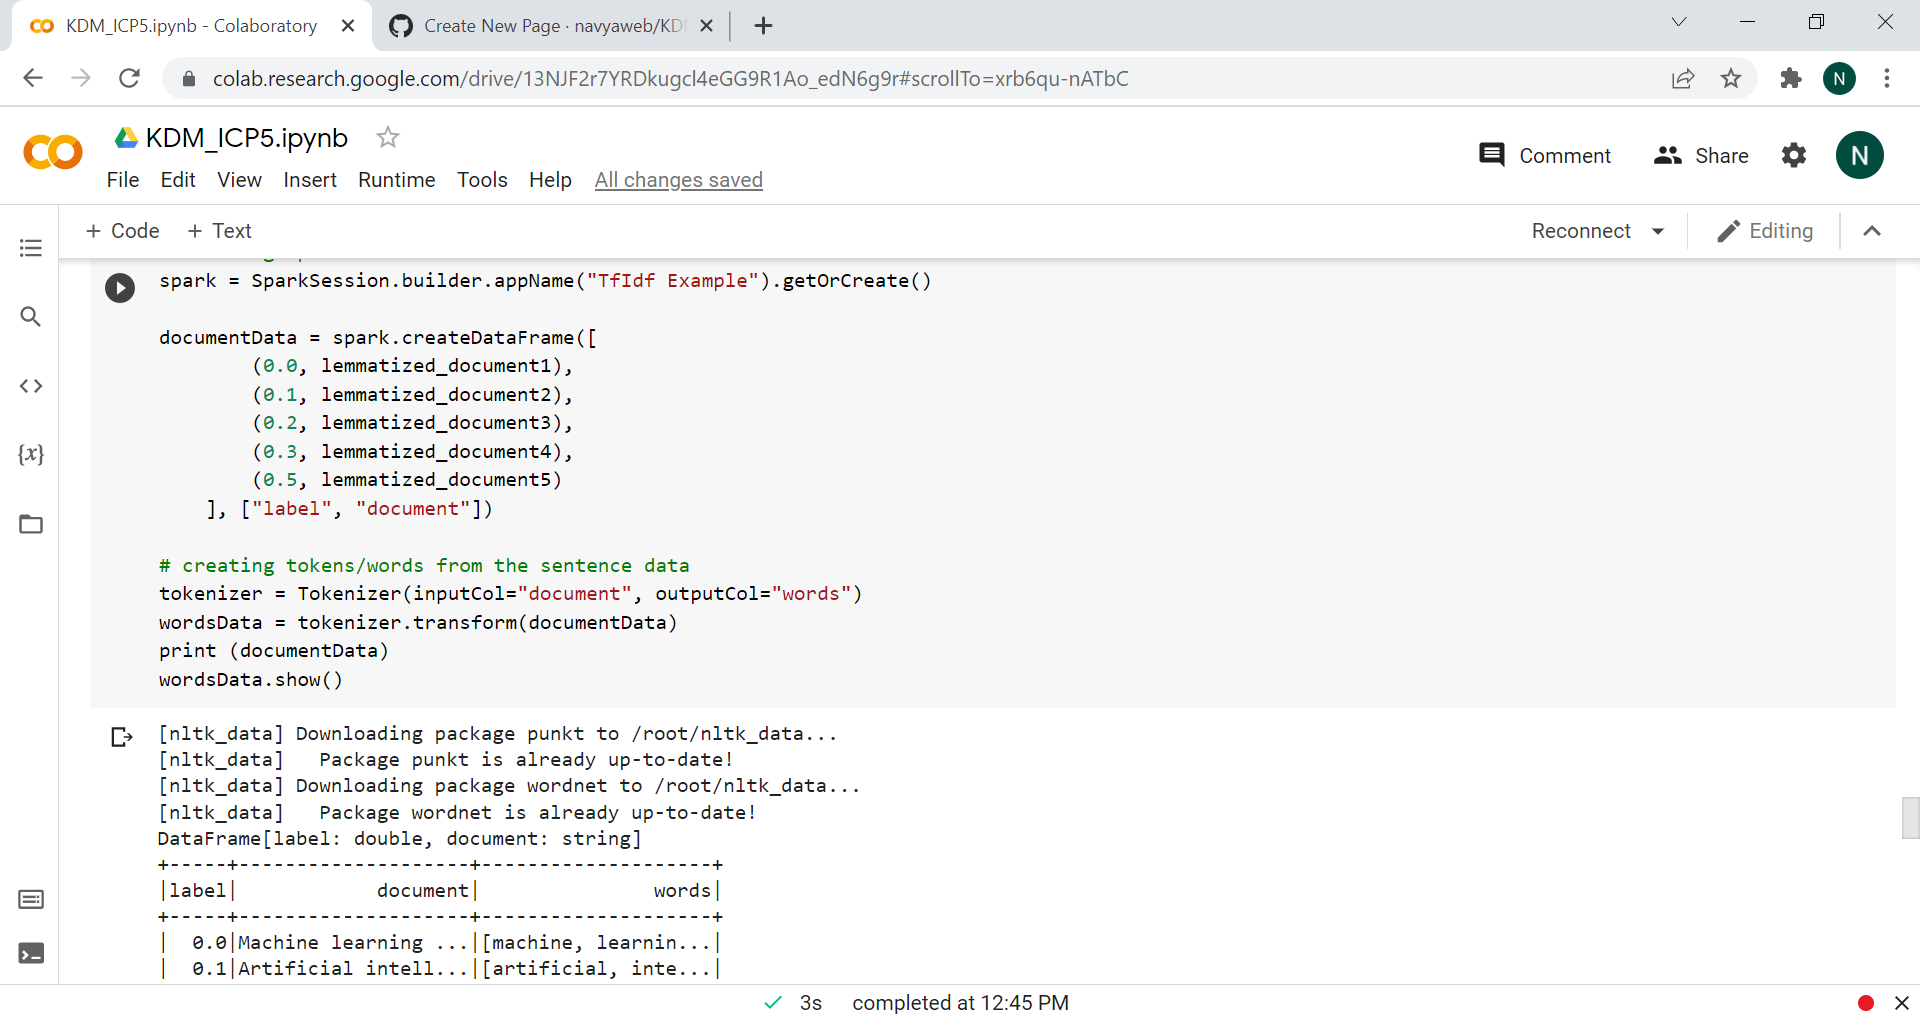 KDM_ICP5.ipynb - Colaboratory
Create New Page · navyaweb/KD
colab.research.google.com/drive/13NJF2r7YRDkugcl4eGG9R1Ao_edN6g9r#scrollTo=xrb6qu-nATbC
N
KDM_ICP5.ipynb
Comment
Share
N
File Edit View Insert Runtime Tools Help All changes saved
+ Code + Text
Reconnect
Editing
spark = SparkSession.builder.appName("TfIdf Example").getOrCreate()
documentData = spark.createDataFrame([
(0.0, lemmatized_document1),
(0.1, lemmatized_document2),
(0.2, lemmatized_document3),
(0.3, lemmatized_document4),
(0.5, lemmatized_document5)
], ["label", "document"])
# creating tokens/words from the sentence data
tokenizer = Tokenizer(inputCol="document", outputCol="words")
wordsData = tokenizer.transform(documentData)
print (documentData)
wordsData.show()
[nltk_data] Downloading package punkt to /root/nltk_data...
[nltk_data]   Package punkt is already up-to-date!
[nltk_data] Downloading package wordnet to /root/nltk_data...
[nltk_data]   Package wordnet is already up-to-date!
DataFrame[label: double, document: string]
+-----+--------------------+--------------------+
|label|            document|               words|
+-----+--------------------+--------------------+
|  0.0|Machine learning ...|[machine, learnin...|
|  0.1|Artificial intell...|[artificial, inte...|
3s completed at 12:45 PM